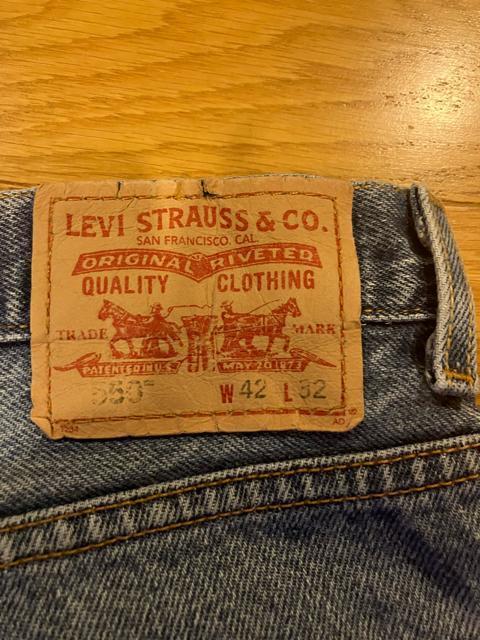 LEVI STRAUSS & CO.
SAN FRANCISCO. CAL.
ORIGINAL RIVETED
QUALITY CLOTHING
TRADE MARK
PATENTED IN U.S. MAY 20 1873
W 42 L 32